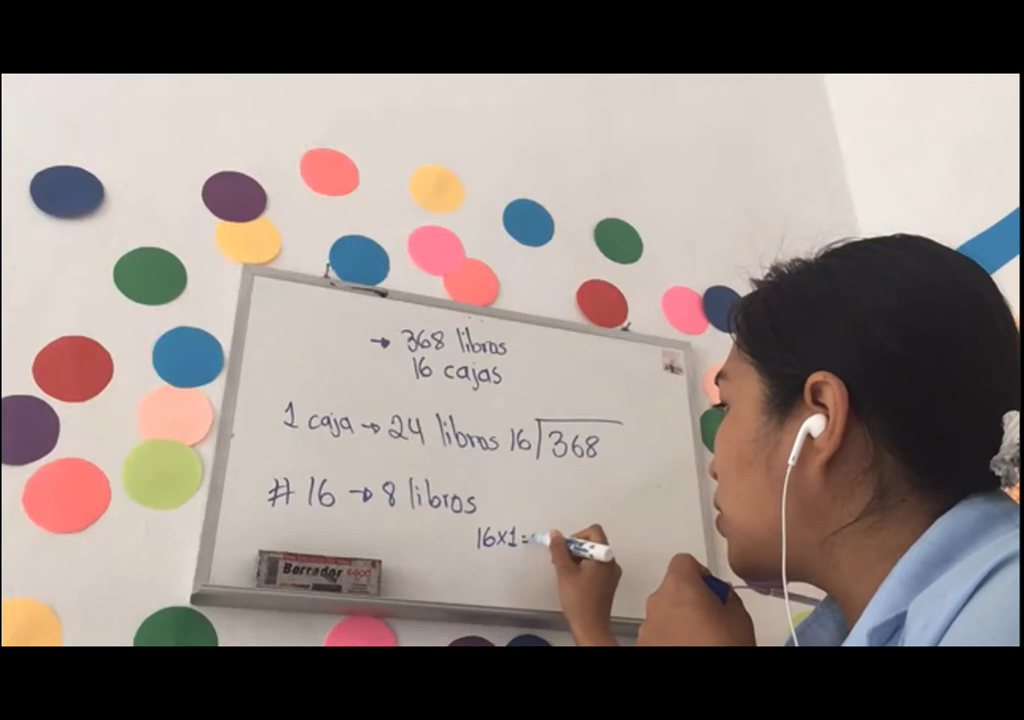 → 368 libros
16 cajas
1 caja → 24 libros 16⟌368
# 16 → 8 libros
16x1=
Borrador